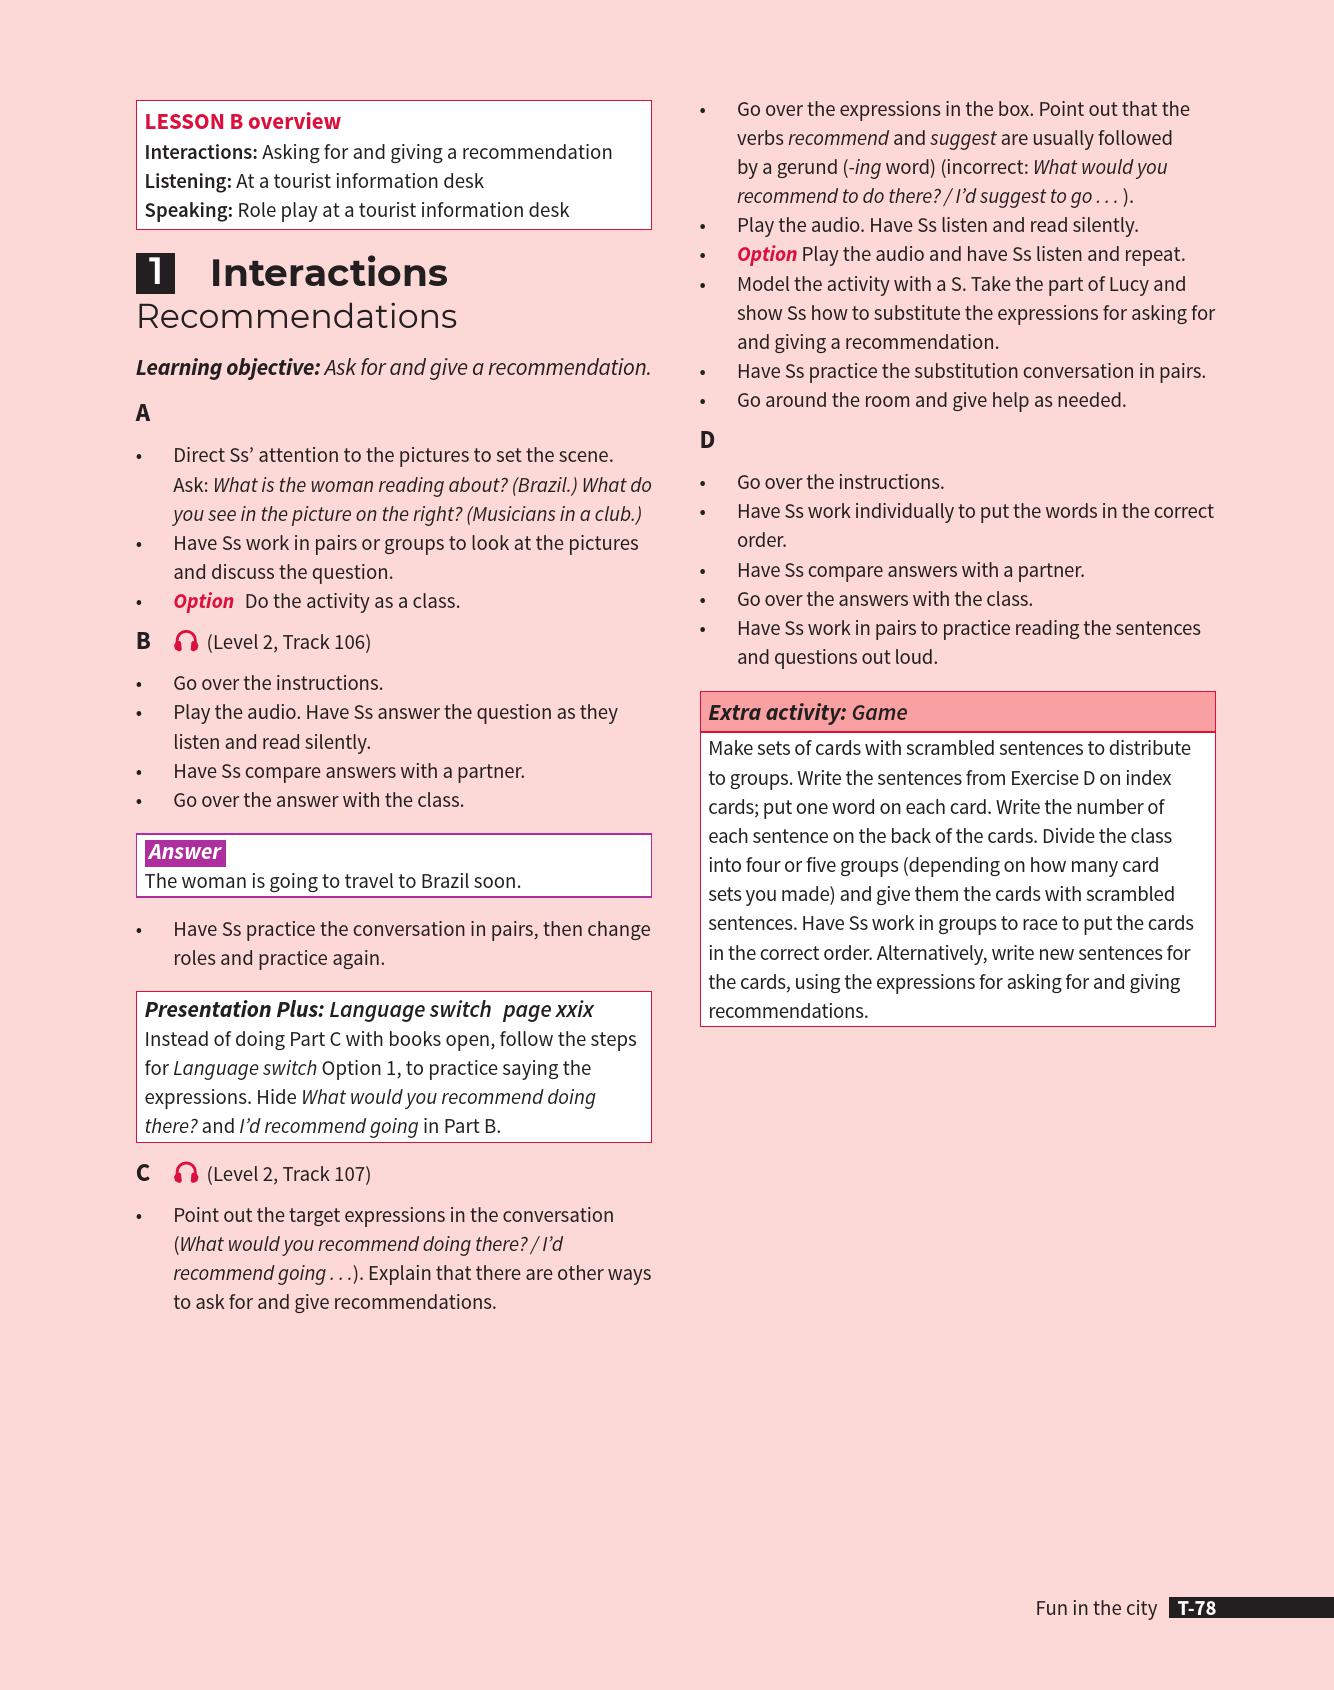 LESSON B overview
Interactions: Asking for and giving a recommendation
Listening: At a tourist information desk
Speaking: Role play at a tourist information desk
1 Interactions
Recommendations
Learning objective: Ask for and give a recommendation.
A
• Direct Ss’ attention to the pictures to set the scene.
Ask: What is the woman reading about? (Brazil.) What do
you see in the picture on the right? (Musicians in a club.)
• Have Ss work in pairs or groups to look at the pictures
and discuss the question.
• Option Do the activity as a class.
B (Level 2, Track 106)
• Go over the instructions.
• Play the audio. Have Ss answer the question as they
listen and read silently.
• Have Ss compare answers with a partner.
• Go over the answer with the class.
Answer
The woman is going to travel to Brazil soon.
• Have Ss practice the conversation in pairs, then change
roles and practice again.
Presentation Plus: Language switch page xxix
Instead of doing Part C with books open, follow the steps
for Language switch Option 1, to practice saying the
expressions. Hide What would you recommend doing
there? and I’d recommend going in Part B.
C (Level 2, Track 107)
• Point out the target expressions in the conversation
(What would you recommend doing there? / I’d
recommend going . . .). Explain that there are other ways
to ask for and give recommendations.
• Go over the expressions in the box. Point out that the
verbs recommend and suggest are usually followed
by a gerund (-ing word) (incorrect: What would you
recommend to do there? / I’d suggest to go . . . ).
• Play the audio. Have Ss listen and read silently.
• Option Play the audio and have Ss listen and repeat.
• Model the activity with a S. Take the part of Lucy and
show Ss how to substitute the expressions for asking for
and giving a recommendation.
• Have Ss practice the substitution conversation in pairs.
• Go around the room and give help as needed.
D
• Go over the instructions.
• Have Ss work individually to put the words in the correct
order.
• Have Ss compare answers with a partner.
• Go over the answers with the class.
• Have Ss work in pairs to practice reading the sentences
and questions out loud.
Extra activity: Game
Make sets of cards with scrambled sentences to distribute
to groups. Write the sentences from Exercise D on index
cards; put one word on each card. Write the number of
each sentence on the back of the cards. Divide the class
into four or five groups (depending on how many card
sets you made) and give them the cards with scrambled
sentences. Have Ss work in groups to race to put the cards
in the correct order. Alternatively, write new sentences for
the cards, using the expressions for asking for and giving
recommendations.
Fun in the city T-78